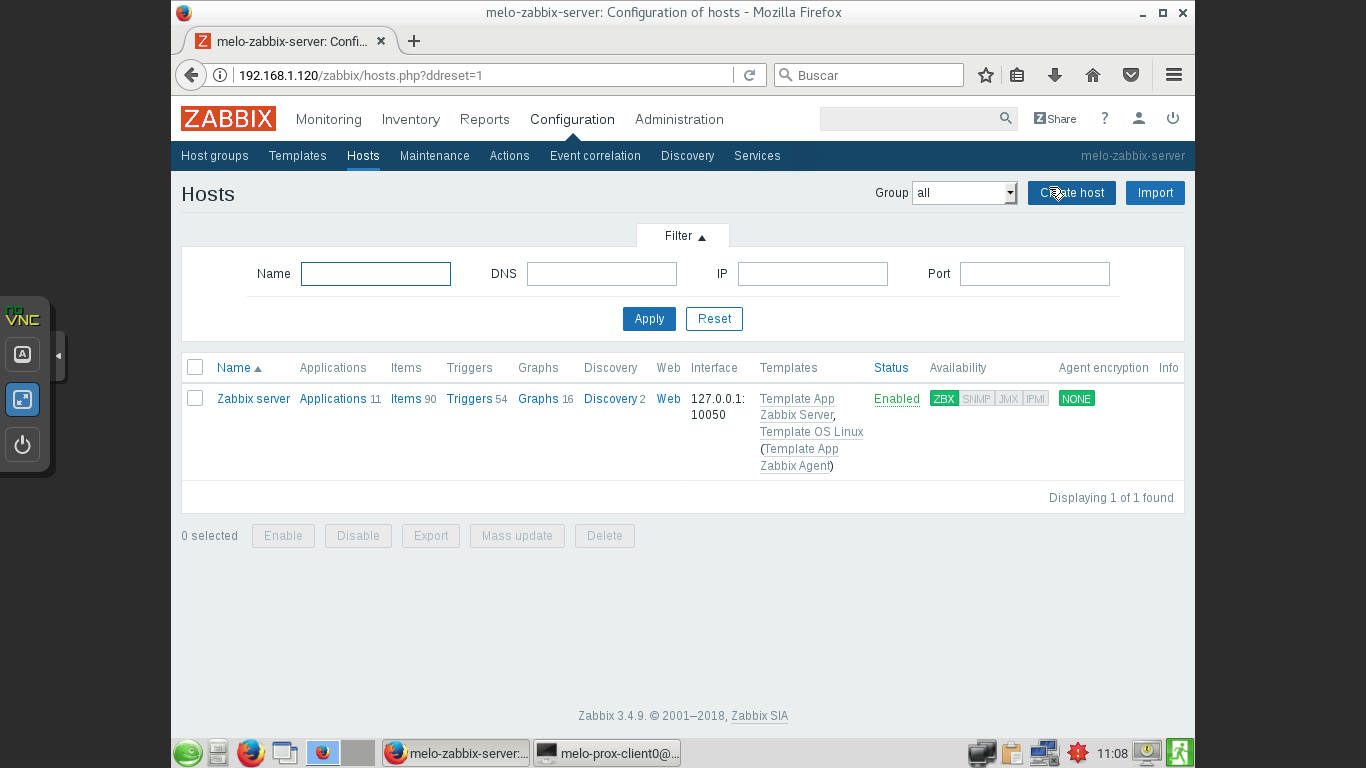 melo-zabbix-server: Configuration of hosts - Mozilla Firefox
melo-zabbix-server: Confi...
192.168.1.120/zabbix/hosts.php?ddreset=1
Buscar
ZABBIX Monitoring Inventory Reports Configuration Administration Z Share ?
Host groups Templates Hosts Maintenance Actions Event correlation Discovery Services melo-zabbix-server
Hosts Group all Create host Import
Filter
Name DNS IP Port
Apply Reset
Name Applications Items Triggers Graphs Discovery Web Interface Templates Status Availability Agent encryption Info
Zabbix server Applications 11 Items 90 Triggers 54 Graphs 16 Discovery 2 Web 127.0.0.1: Template App Enabled ZBX SNMP JMX IPMI NONE
10050 Zabbix Server,
Template OS Linux
(Template App
Zabbix Agent)
Displaying 1 of 1 found
0 selected Enable Disable Export Mass update Delete
Zabbix 3.4.9. © 2001–2018, Zabbix SIA
melo-zabbix-server:... melo-prox-client0@... 11:08
no
VNC
A